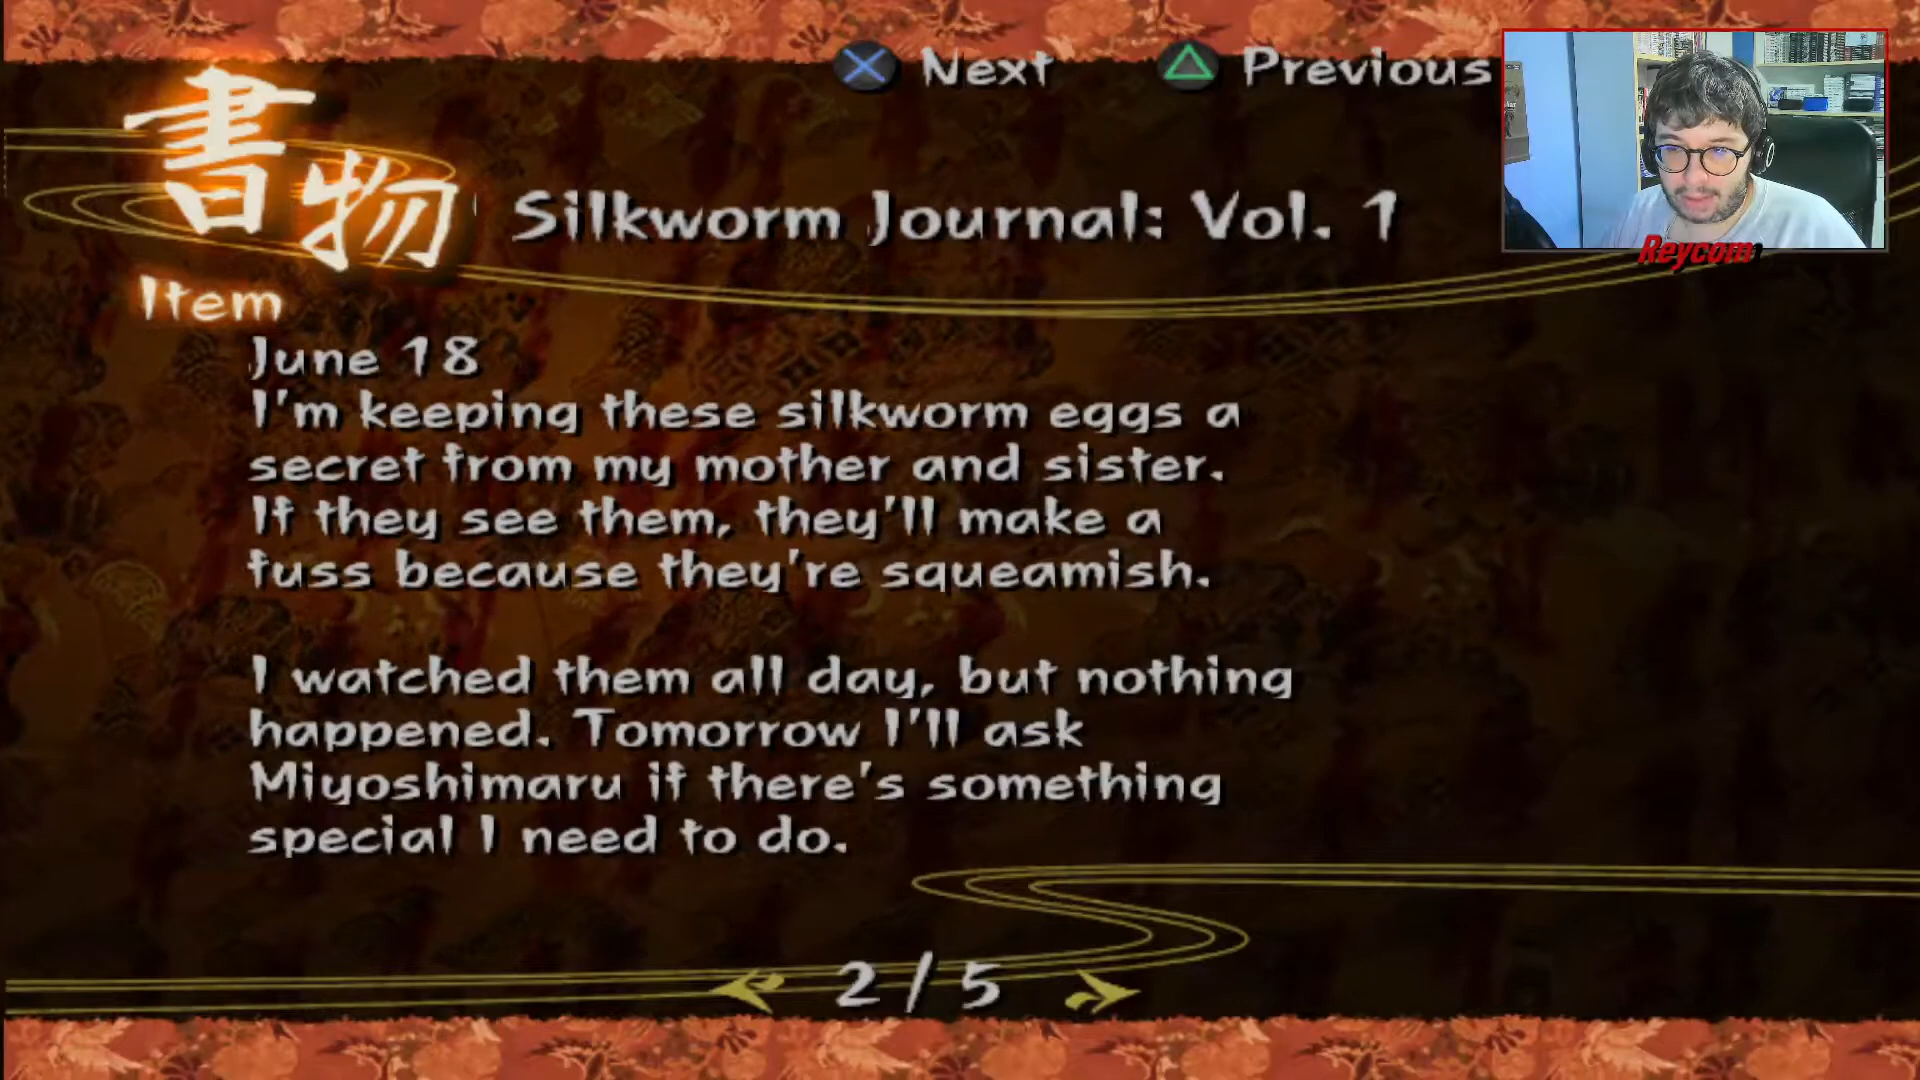 Next Previous
書物
Silkworm Journal: Vol. 1
Reycom
Item
June 18
I'm keeping these silkworm eggs a
secret from my mother and sister.
If they see them, they'll make a
fuss because they're squeamish.
I watched them all day, but nothing
happened. Tomorrow I'll ask
Miyoshimaru if there's something
special I need to do.
2 / 5